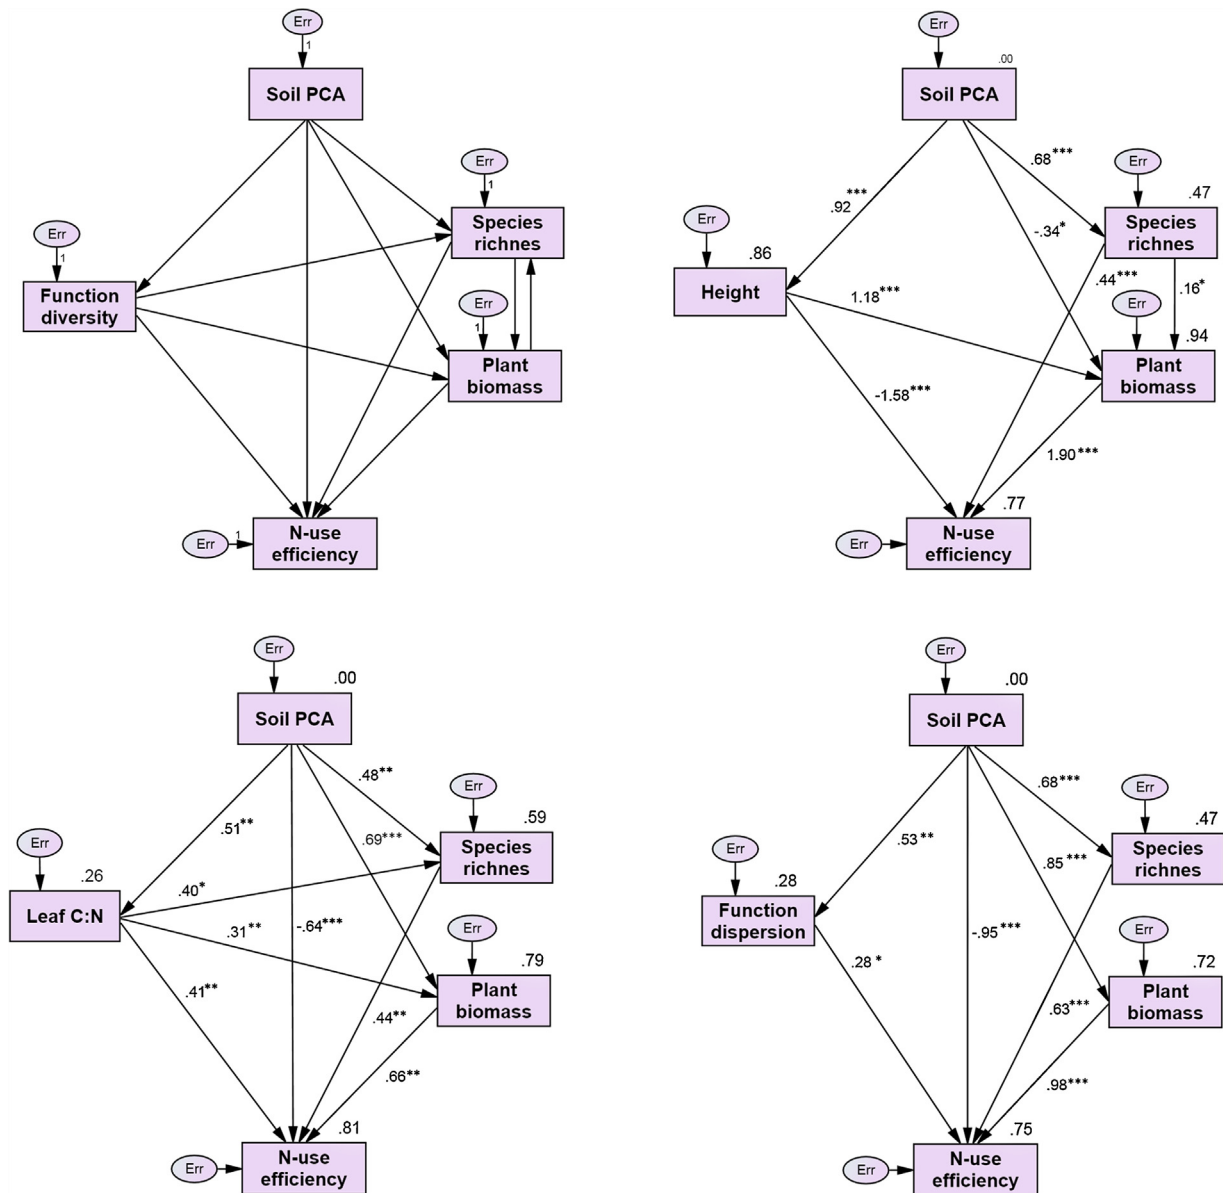 Err
1
Soil PCA
Err
1
Species
richnes
Err
1
Function
diversity
Err
1
Plant
biomass
Err
1
N-use
efficiency
Err
.00
Soil PCA
.68***
Err
.47
Species
richnes
.92***
-.34*
Err
.86
Height
.44***
.16*
1.18***
Err
.94
Plant
biomass
-1.58***
1.90***
.77
Err
N-use
efficiency
Err
.00
Soil PCA
.48**
Err
.59
Species
richnes
.51**
.69***
Err
.26
Leaf C:N
.40*
.31**
-.64***
Err
.79
Plant
biomass
.41**
.44**
.66**
.81
Err
N-use
efficiency
Err
.00
Soil PCA
.68***
Err
.47
Species
richnes
.53**
.85***
Err
.28
Function
dispersion
-.95***
Err
.72
Plant
biomass
.28*
.63***
.98***
.75
Err
N-use
efficiency